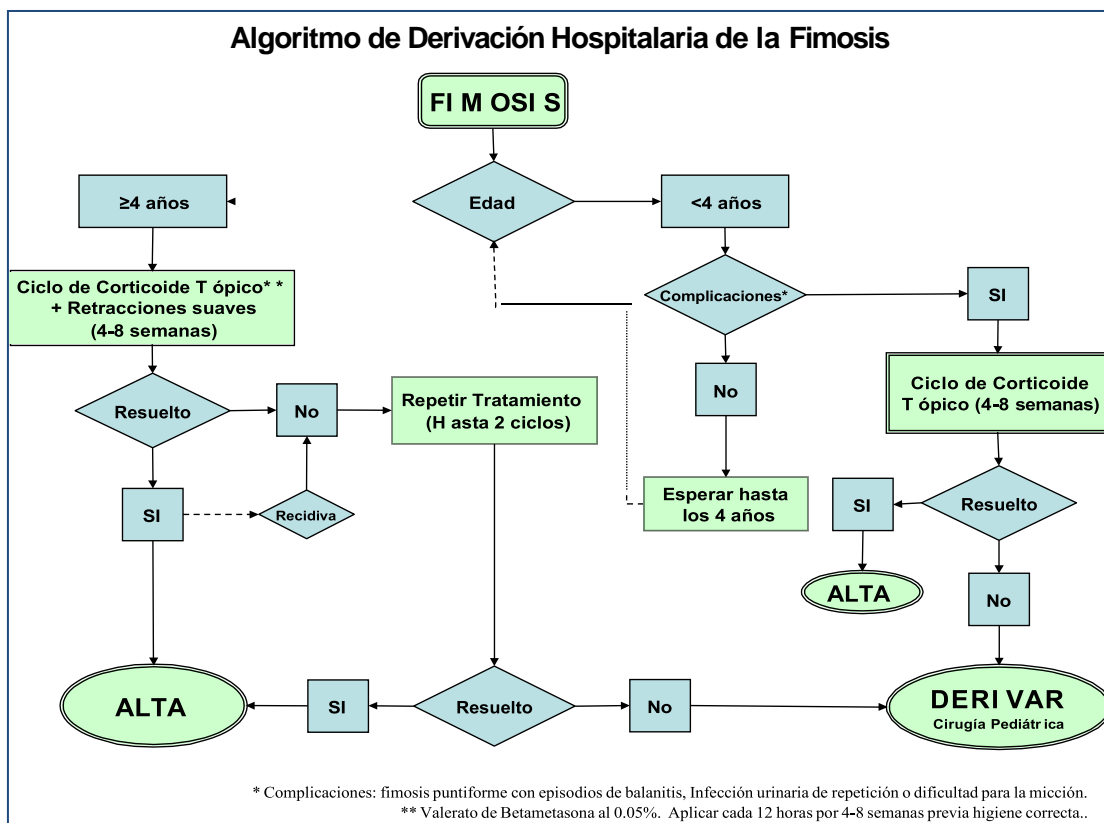 Algoritmo de Derivación Hospitalaria de la Fimosis
FI M OSI S
Edad
≥4 años
<4 años
Ciclo de Corticoide T ópico* *
+ Retracciones suaves
(4-8 semanas)
Complicaciones*
SI
No
Ciclo de Corticoide
T ópico (4-8 semanas)
Resuelto
No
Repetir Tratamiento
(H asta 2 ciclos)
SI
Recidiva
Esperar hasta
los 4 años
SI
Resuelto
ALTA
No
ALTA
SI
Resuelto
No
DERI VAR
Cirugía Pediátrica
* Complicaciones: fimosis puntiforme con episodios de balanitis, Infección urinaria de repetición o dificultad para la micción.
** Valerato de Betametasona al 0.05%. Aplicar cada 12 horas por 4-8 semanas previa higiene correcta..